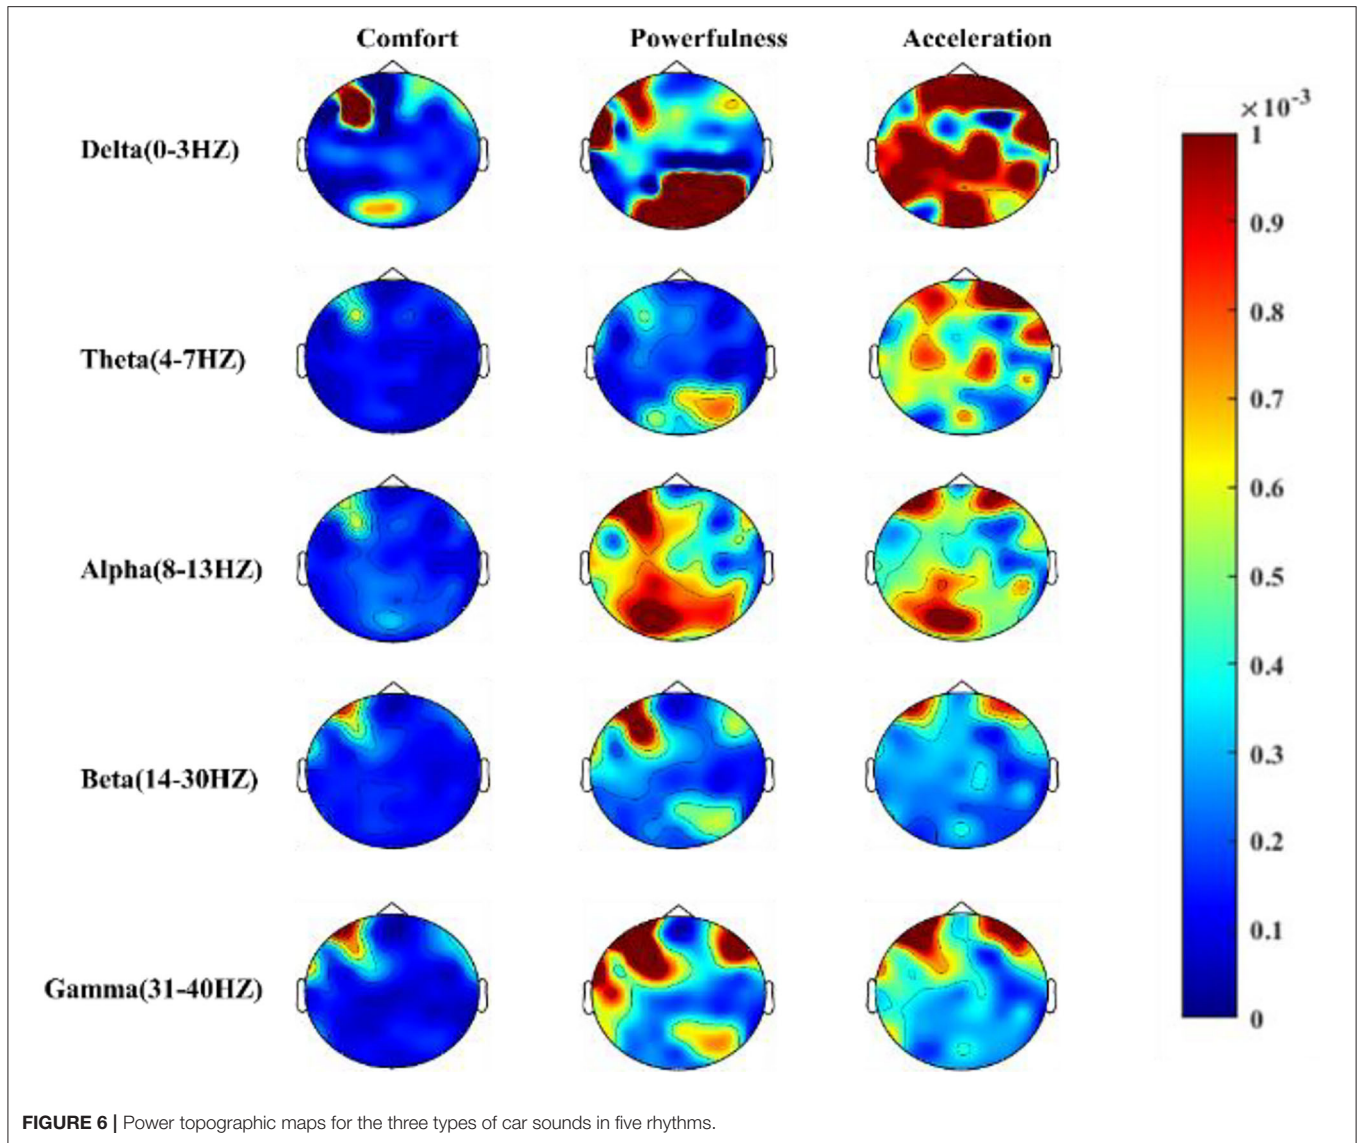 Comfort Powerfulness Acceleration
×10⁻³
Delta(0-3HZ)
Theta(4-7HZ)
Alpha(8-13HZ)
Beta(14-30HZ)
Gamma(31-40HZ)
1
0.9
0.8
0.7
0.6
0.5
0.4
0.3
0.2
0.1
0
FIGURE 6 | Power topographic maps for the three types of car sounds in five rhythms.